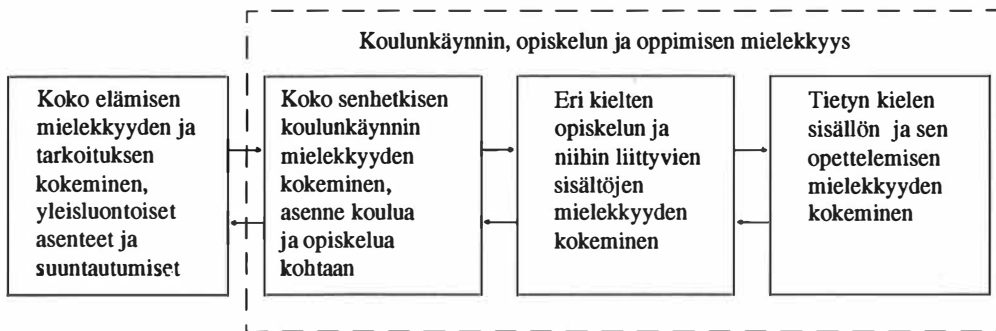 Koulunkäynnin, opiskelun ja oppimisen mielekkyys
Koko elämisen
mielekkyyden ja
tarkoituksen
kokeminen,
yleisluontoiset
asenteet ja
suuntautumiset
Koko senhetkisen
koulunkäynnin
mielekkyyden
kokeminen,
asenne koulua
ja opiskelua
kohtaan
Eri kielten
opiskelun ja
niihin liittyvien
sisältöjen
mielekkyyden
kokeminen
Tietyn kielen
sisällön ja sen
opettelemisen
mielekkyyden
kokeminen